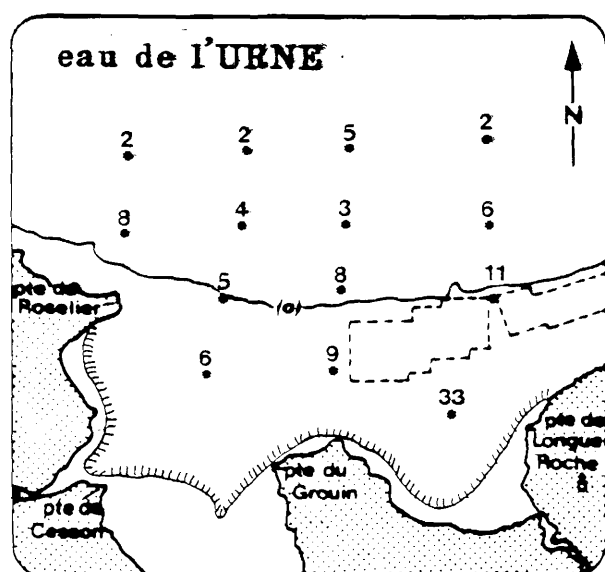 eau de l'URNE
N
2 2 5 2
8 4 3 6
5 8 11
(o)
6 9 33
pte de
Roselier
pte de
Cesson
pte du
Grouin
pte de
Longue
Roche